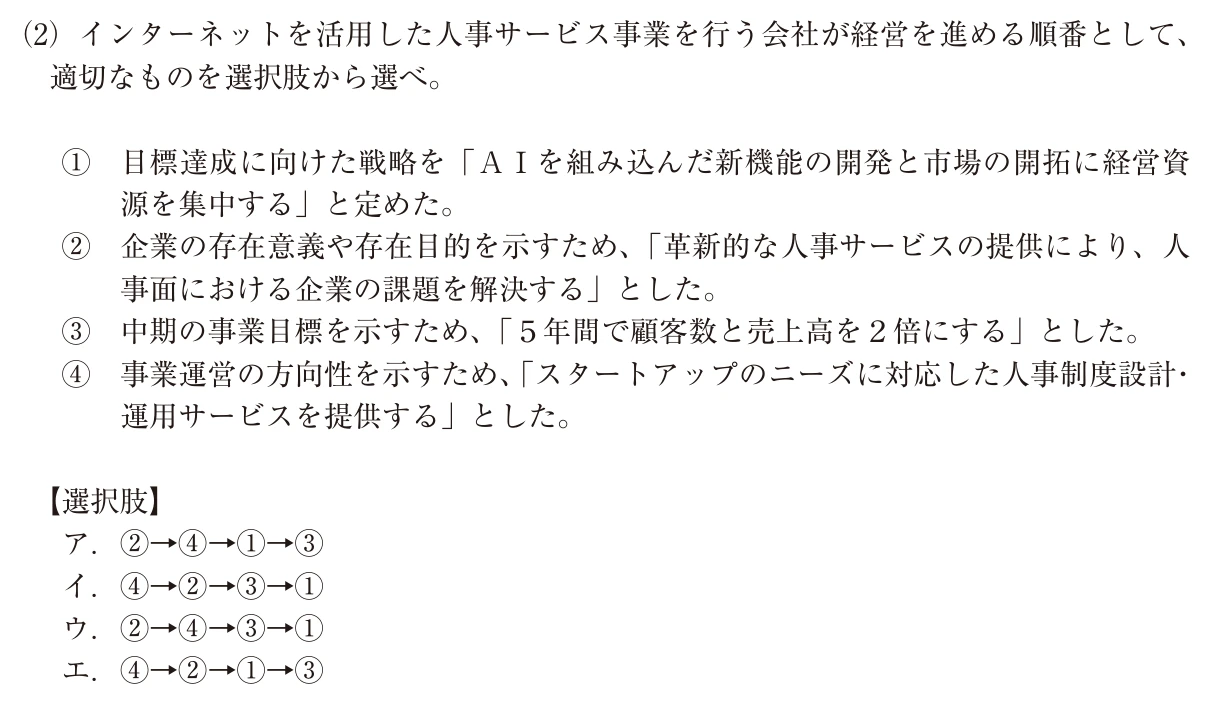 (2) インターネットを活用した人事サービス事業を行う会社が経営を進める順番として、
適切なものを選択肢から選べ。
① 目標達成に向けた戦略を「ＡＩを組み込んだ新機能の開発と市場の開拓に経営資
源を集中する」と定めた。
② 企業の存在意義や存在目的を示すため、「革新的な人事サービスの提供により、人
事面における企業の課題を解決する」とした。
③ 中期の事業目標を示すため、「５年間で顧客数と売上高を２倍にする」とした。
④ 事業運営の方向性を示すため、「スタートアップのニーズに対応した人事制度設計・
運用サービスを提供する」とした。
【選択肢】
ア．②→④→①→③
イ．④→②→③→①
ウ．②→④→③→①
エ．④→②→①→③